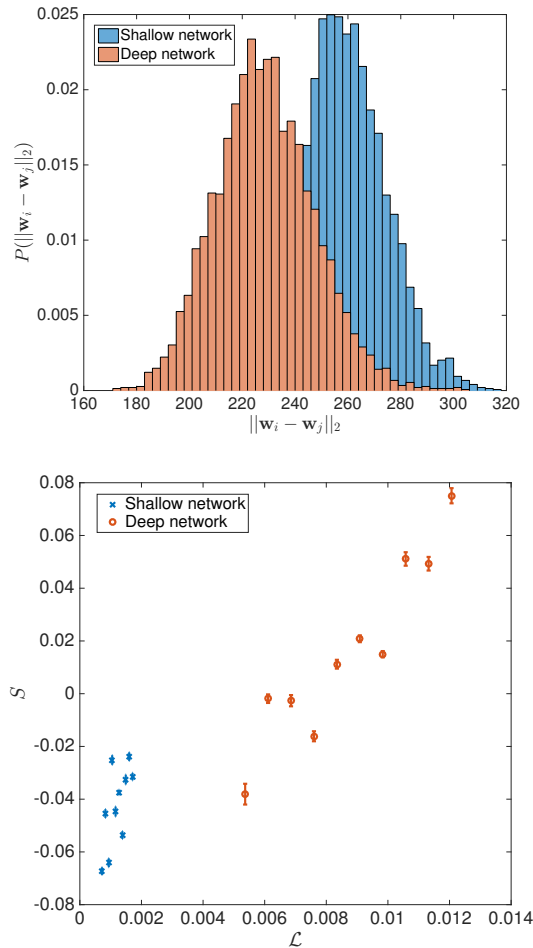 0.025
0.02
0.015
0.01
0.005
0
P(||w_i − w_j||_2)
Shallow network
Deep network
160 180 200 220 240 260 280 300 320
||w_i − w_j||_2
0.08
0.06
0.04
0.02
0
-0.02
-0.04
-0.06
-0.08
S
Shallow network
Deep network
0 0.002 0.004 0.006 0.008 0.01 0.012 0.014
ℒ